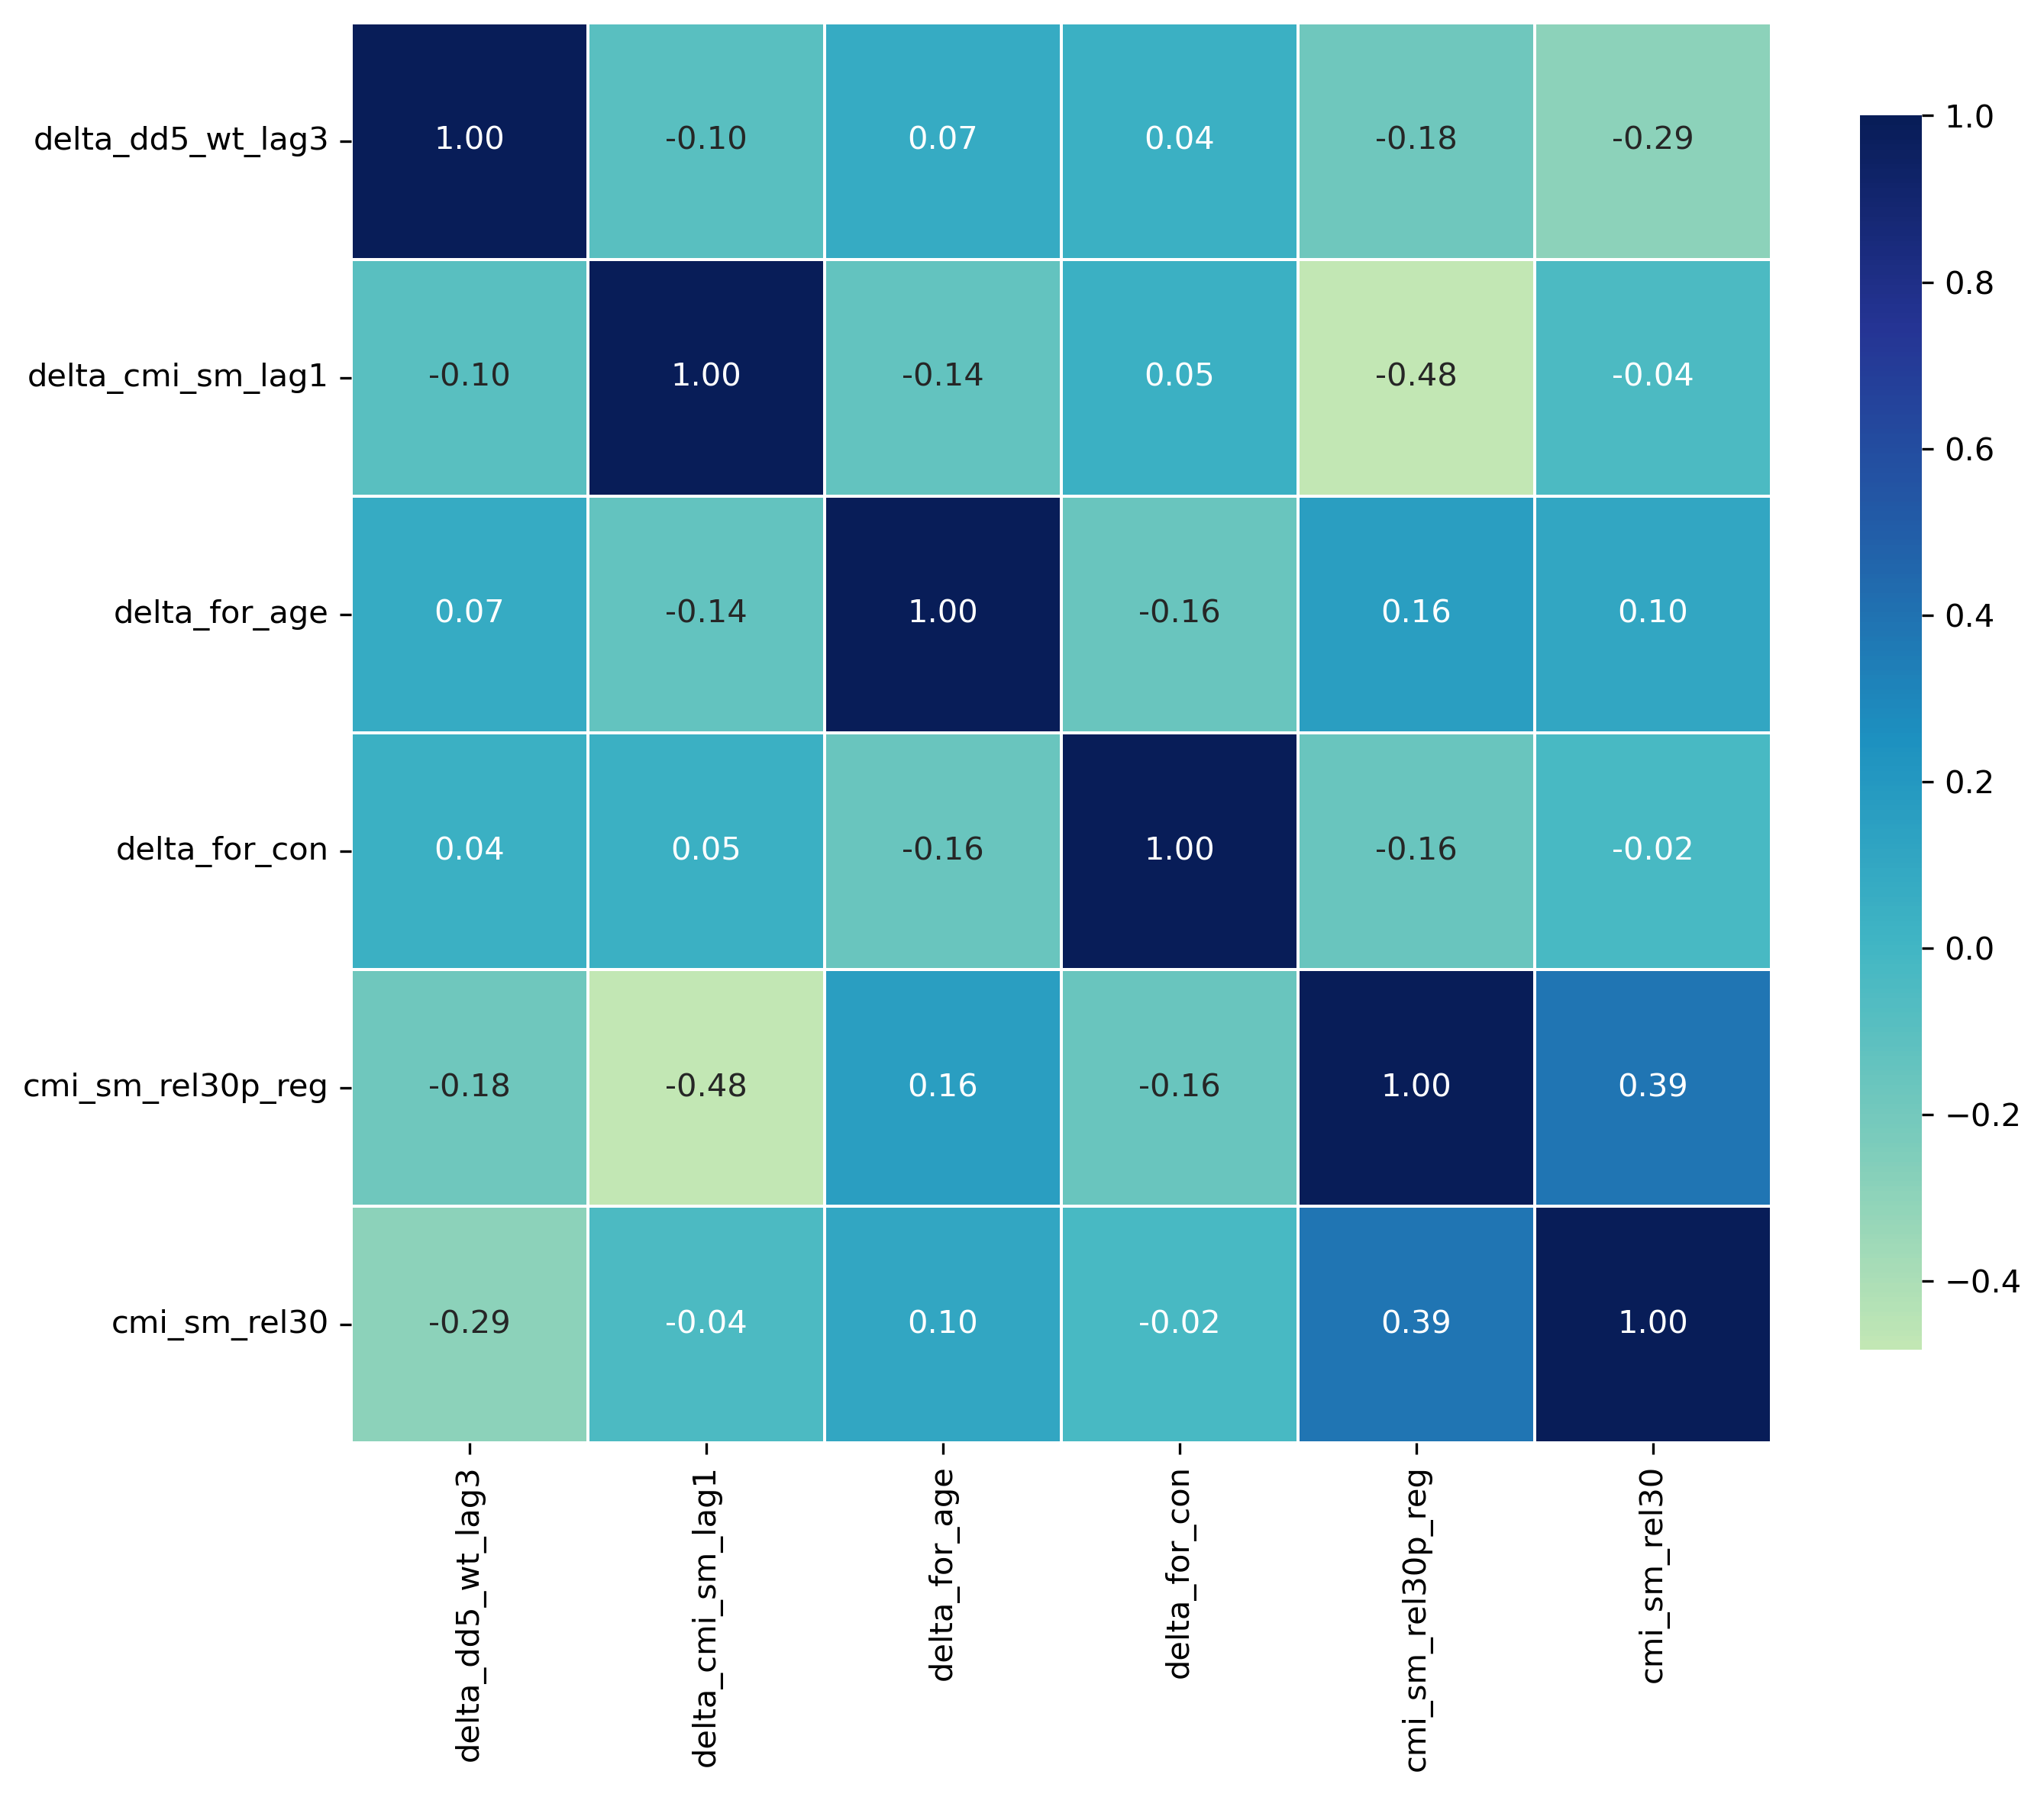 delta_dd5_wt_lag3 1.00 -0.10 0.07 0.04 -0.18 -0.29
delta_cmi_sm_lag1 -0.10 1.00 -0.14 0.05 -0.48 -0.04
delta_for_age 0.07 -0.14 1.00 -0.16 0.16 0.10
delta_for_con 0.04 0.05 -0.16 1.00 -0.16 -0.02
cmi_sm_rel30p_reg -0.18 -0.48 0.16 -0.16 1.00 0.39
cmi_sm_rel30 -0.29 -0.04 0.10 -0.02 0.39 1.00
delta_dd5_wt_lag3
delta_cmi_sm_lag1
delta_for_age
delta_for_con
cmi_sm_rel30p_reg
cmi_sm_rel30
1.0
0.8
0.6
0.4
0.2
0.0
−0.2
−0.4